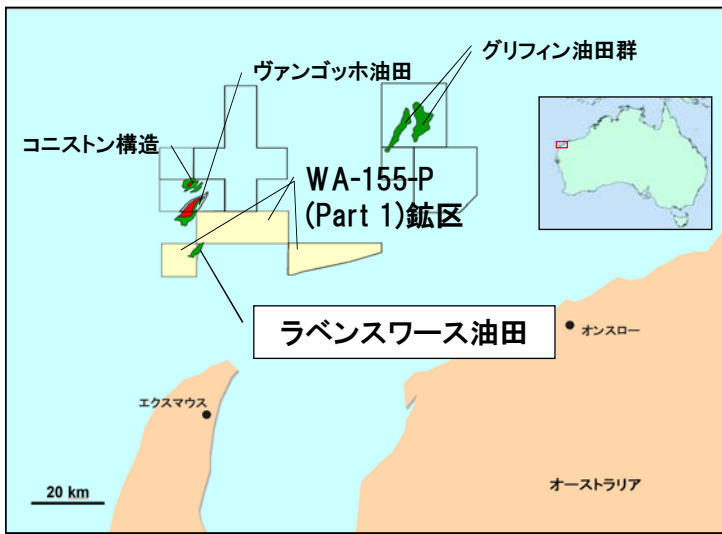 グリフィン油田群
ヴァンゴッホ油田
コニストン構造
WA-155-P
(Part 1)鉱区
ラベンスワース油田
オンスロー
エクスマウス
20 km
オーストラリア